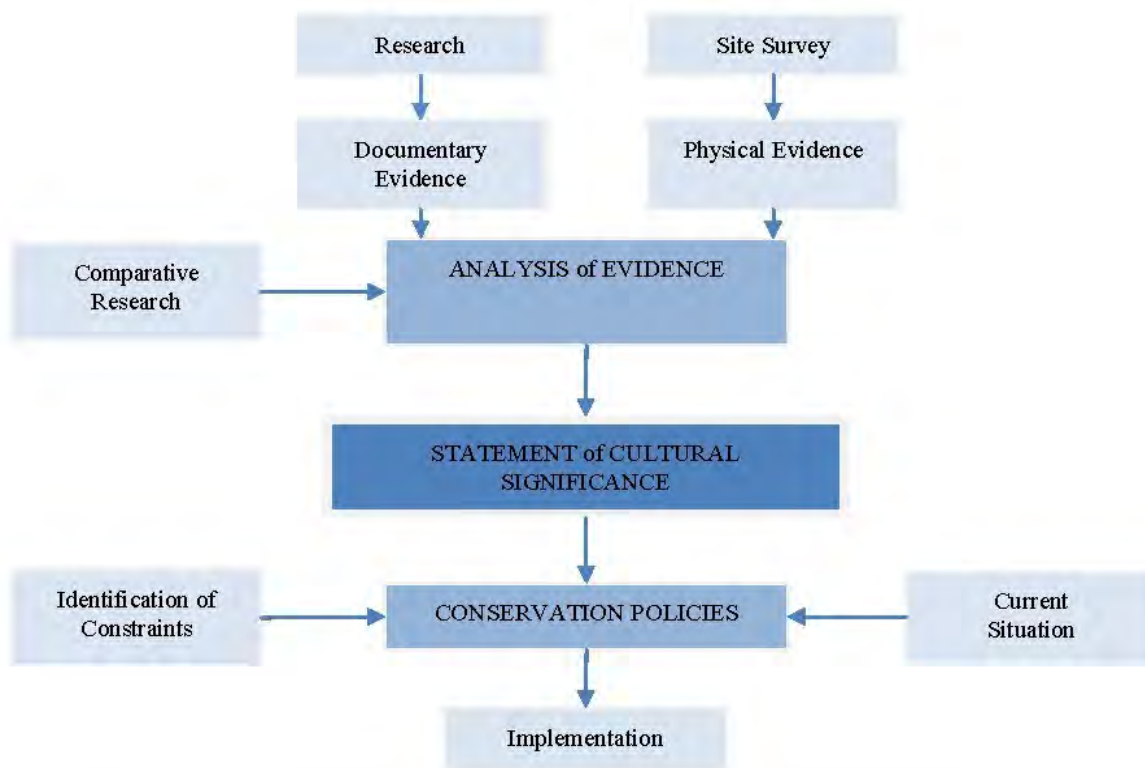 Research
Site Survey
Documentary
Evidence
Physical Evidence
ANALYSIS of EVIDENCE
Comparative
Research
STATEMENT of CULTURAL
SIGNIFICANCE
Identification of
Constraints
CONSERVATION POLICIES
Current
Situation
Implementation